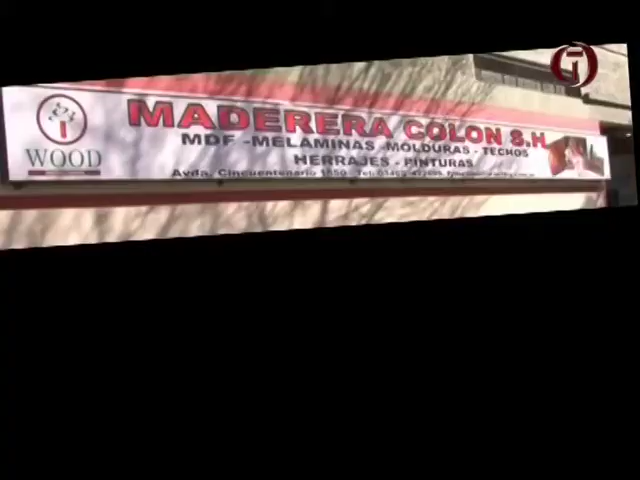 MADERERA COLON S.H
MDF -MELAMINAS -MOLDURAS - TECHOS
HERRAJES - PINTURAS
Avda. Cincuentenario
WOOD